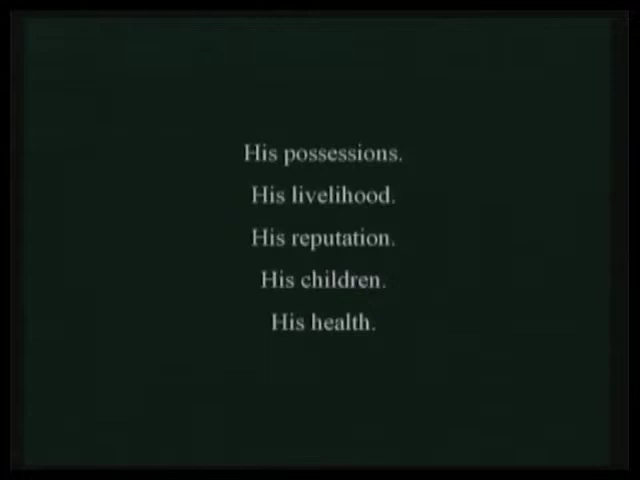 His possessions.
His livelihood.
His reputation.
His children.
His health.